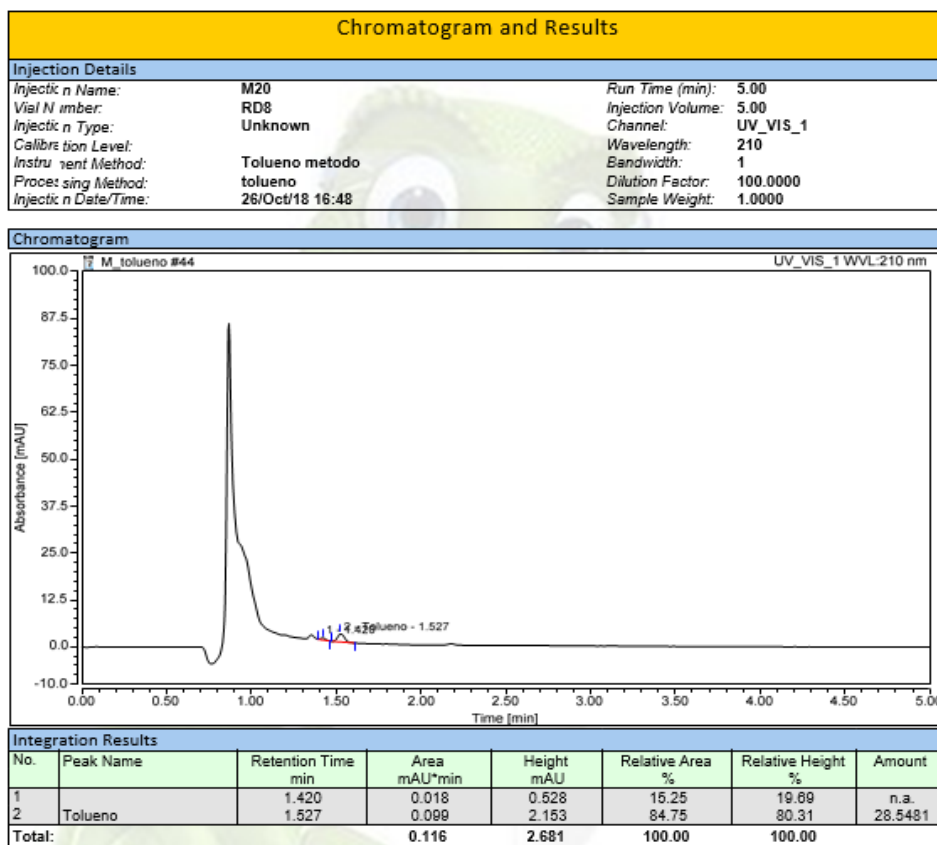 Chromatogram and Results
Injection Details
Injectic n Name: M20 Run Time (min): 5.00
Vial N ımber: RD8 Injection Volume: 5.00
Injectic n Type: Unknown Channel: UV_VIS_1
Calibra tion Level: Wavelength: 210
Instru nent Method: Tolueno metodo Bandwidth: 1
Proces sing Method: tolueno Dilution Factor: 100.0000
Injectic n Date/Time: 26/Oct/18 16:48 Sample Weight: 1.0000
Chromatogram
M_tolueno #44 UV_VIS_1 WVL:210 nm
100.0
87.5
75.0
62.5
50.0
37.5
25.0
12.5
0.0
-10.0
Absorbance [mAU]
1 - 1.420
2 - Tolueno - 1.527
0.00 0.50 1.00 1.50 2.00 2.50 3.00 3.50 4.00 4.50 5.00
Time [min]
Integration Results
No. Peak Name Retention Time Area Height Relative Area Relative Height Amount
min mAU*min mAU % %
1 1.420 0.018 0.528 15.25 19.69 n.a.
2 Tolueno 1.527 0.099 2.153 84.75 80.31 28.5481
Total: 0.116 2.681 100.00 100.00